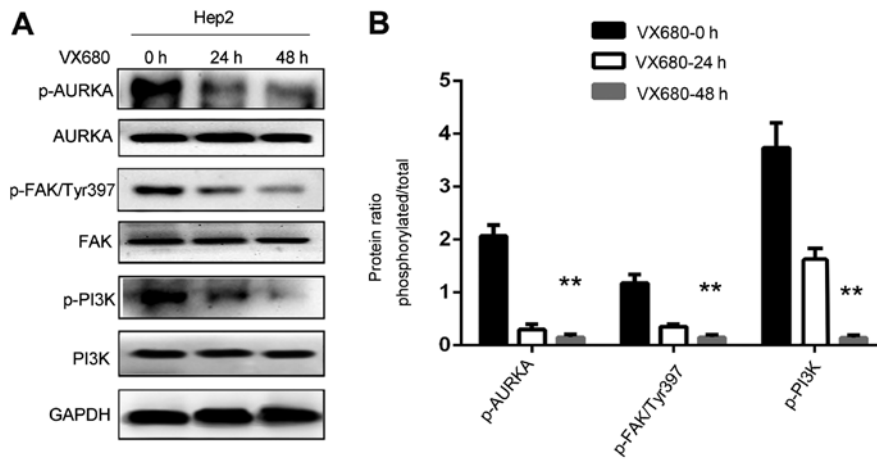 A
Hep2
VX680 0 h 24 h 48 h
p-AURKA
AURKA
p-FAK/Tyr397
FAK
p-PI3K
PI3K
GAPDH
B
VX680-0 h
VX680-24 h
VX680-48 h
Protein ratio
phosphorylated/total
5
4
3
2
1
0
**
**
**
p-AURKA
p-FAK/Tyr397
p-PI3K